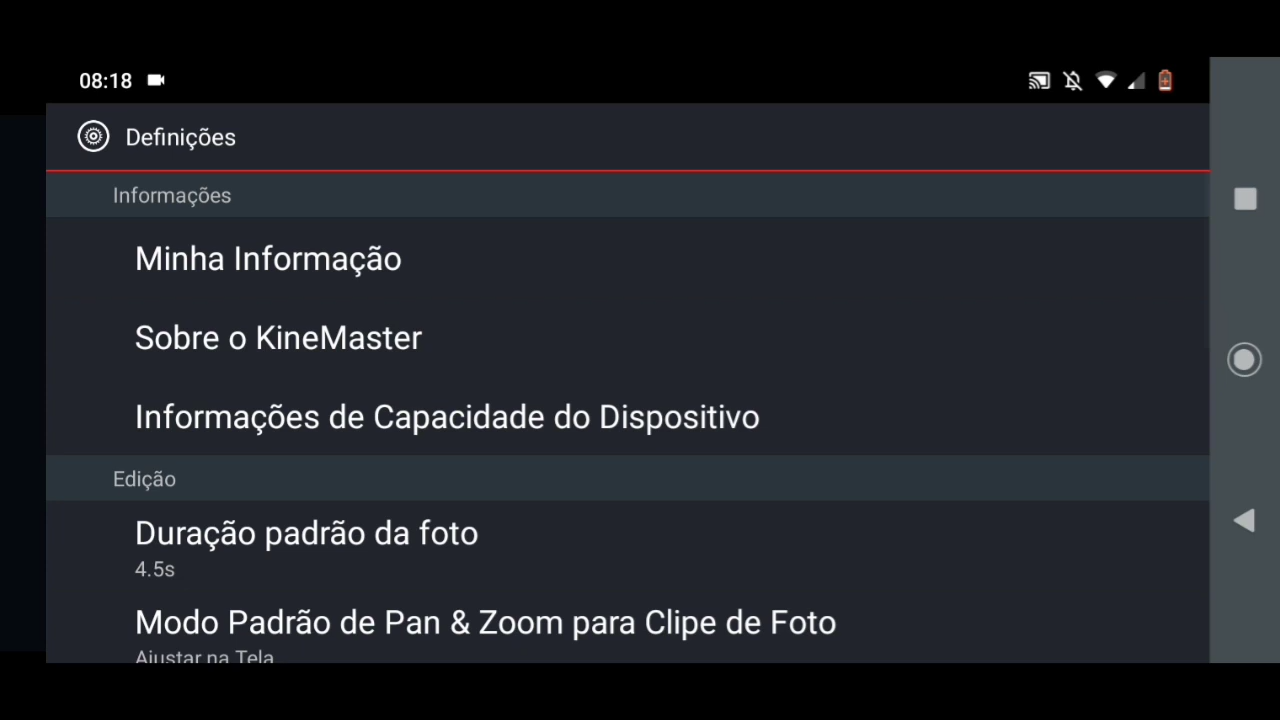 08:18
Definições
Informações
Minha Informação
Sobre o KineMaster
Informações de Capacidade do Dispositivo
Edição
Duração padrão da foto
4.5s
Modo Padrão de Pan & Zoom para Clipe de Foto
Ajustar na Tela